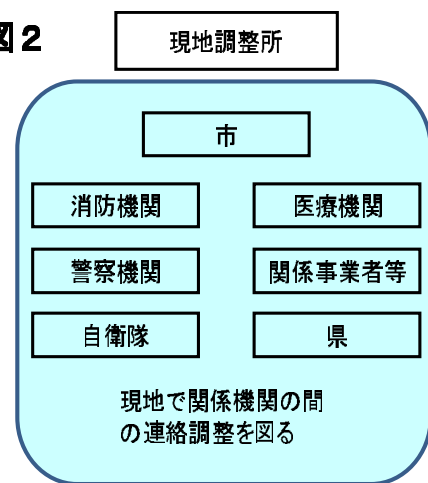 図2
現地調整所
市
消防機関
医療機関
警察機関
関係事業者等
自衛隊
県
現地で関係機関の間
の連絡調整を図る